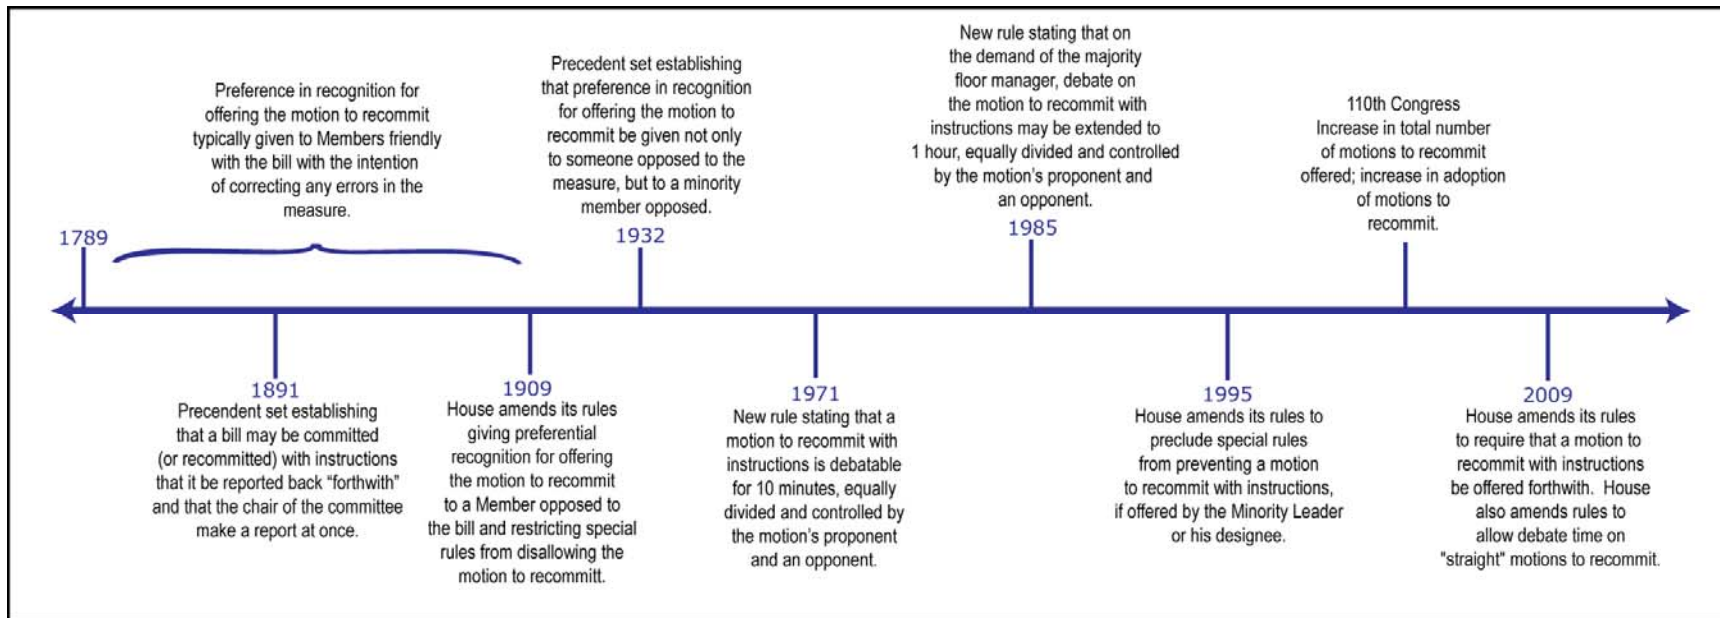 1789
Preference in recognition for
offering the motion to recommit
typically given to Members friendly
with the bill with the intention
of correcting any errors in the
measure.
1891
Precendent set establishing
that a bill may be committed
(or recommitted) with instructions
that it be reported back “forthwith”
and that the chair of the committee
make a report at once.
1909
House amends its rules
giving preferential
recognition for offering
the motion to recommit
to a Member opposed to
the bill and restricting special
rules from disallowing the
motion to recommitt.
Precedent set establishing
that preference in recognition
for offering the motion to
recommit be given not only
to someone opposed to the
measure, but to a minority
member opposed.
1932
1971
New rule stating that a
motion to recommit with
instructions is debatable
for 10 minutes, equally
divided and controlled by
the motion’s proponent
and an opponent.
New rule stating that on
the demand of the majority
floor manager, debate on
the motion to recommit with
instructions may be extended to
1 hour, equally divided and controlled
by the motion’s proponent and
an opponent.
1985
1995
House amends its rules to
preclude special rules
from preventing a motion
to recommit with instructions,
if offered by the Minority Leader
or his designee.
110th Congress
Increase in total number
of motions to recommit
offered; increase in adoption
of motions to
recommit.
2009
House amends its rules
to require that a motion to
recommit with instructions
be offered forthwith.  House
also amends rules to
allow debate time on
"straight" motions to recommit.